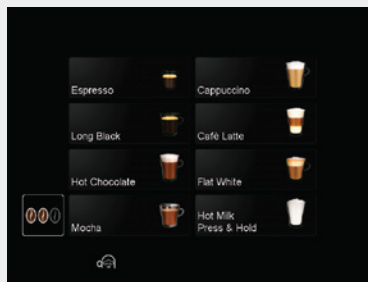 Espresso
Cappuccino
Long Black
Café Latte
Hot Chocolate
Flat White
Mocha
Hot Milk
Press & Hold